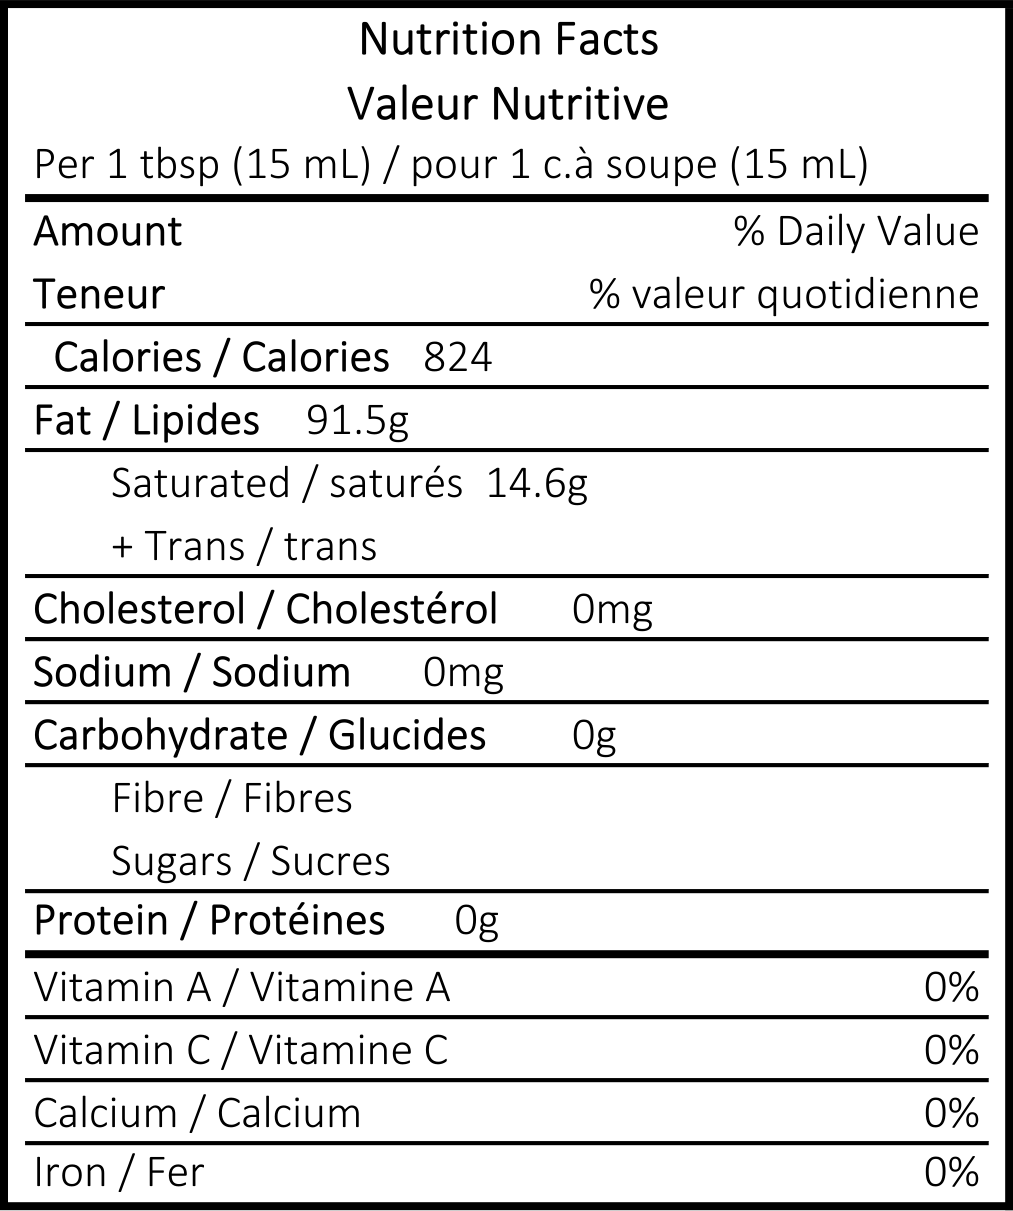 Nutrition Facts
Valeur Nutritive
Per 1 tbsp (15 mL) / pour 1 c.à soupe (15 mL)
Amount % Daily Value
Teneur % valeur quotidienne
Calories / Calories 824
Fat / Lipides 91.5g
Saturated / saturés 14.6g
+ Trans / trans
Cholesterol / Cholestérol 0mg
Sodium / Sodium 0mg
Carbohydrate / Glucides 0g
Fibre / Fibres
Sugars / Sucres
Protein / Protéines 0g
Vitamin A / Vitamine A 0%
Vitamin C / Vitamine C 0%
Calcium / Calcium 0%
Iron / Fer 0%